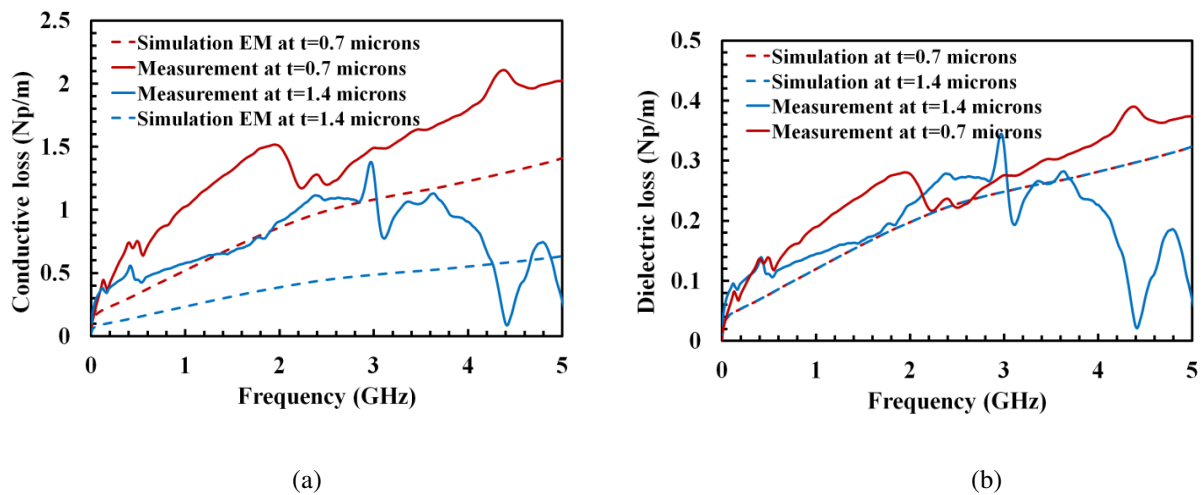 2.5
2
1.5
1
0.5
0
Conductive loss (Np/m)
Simulation EM at t=0.7 microns
Measurement at t=0.7 microns
Measurement at t=1.4 microns
Simulation EM at t=1.4 microns
0 1 2 3 4 5
Frequency (GHz)
(a)
0.5
0.4
0.3
0.2
0.1
0
Dielectric loss (Np/m)
Simulation at t=0.7 microns
Simulation at t=1.4 microns
Measurement at t=1.4 microns
Measurement at t=0.7 microns
0 1 2 3 4 5
Frequency (GHz)
(b)